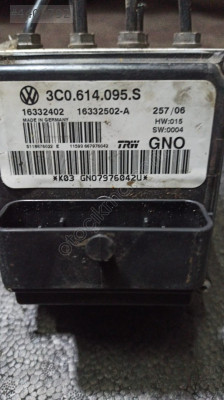 3C0.614.095.S
16332402 16332502-A 257/06
MADE IN GERMANY HW:015
SW:0004
TRW GNO
*K03 GNO7976042U*